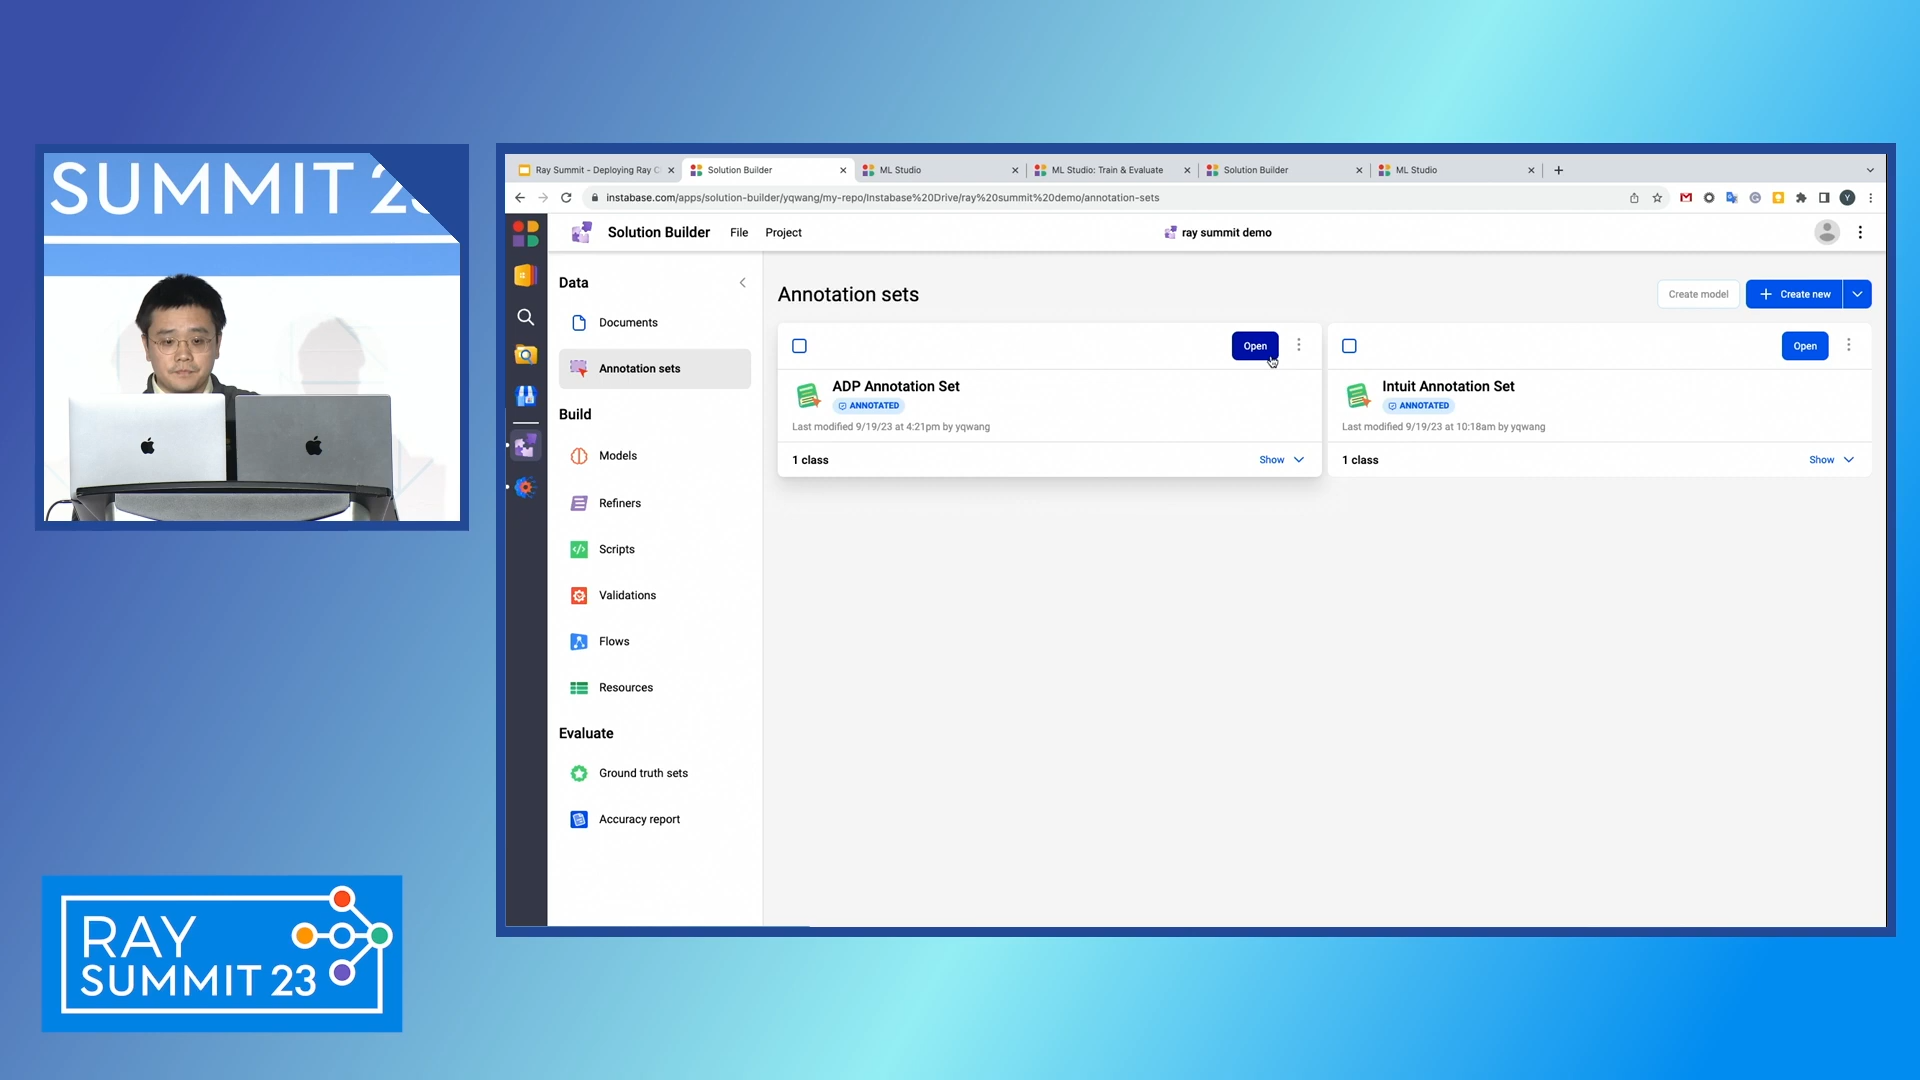 SUMMIT 2
Ray Summit - Deploying Ray C
Solution Builder
ML Studio
ML Studio: Train & Evaluate
Solution Builder
ML Studio
instabase.com/apps/solution-builder/yqwang/my-repo/Instabase%20Drive/ray%20summit%20demo/annotation-sets
Y
Solution Builder
File
Project
ray summit demo
Data
Documents
Annotation sets
Build
Models
Refiners
Scripts
Validations
Flows
Resources
Evaluate
Ground truth sets
Accuracy report
Annotation sets
Create model
+ Create new
Open
ADP Annotation Set
ANNOTATED
Last modified 9/19/23 at 4:21pm by yqwang
1 class
Show
Open
Intuit Annotation Set
ANNOTATED
Last modified 9/19/23 at 10:18am by yqwang
1 class
Show
RAY
SUMMIT 23